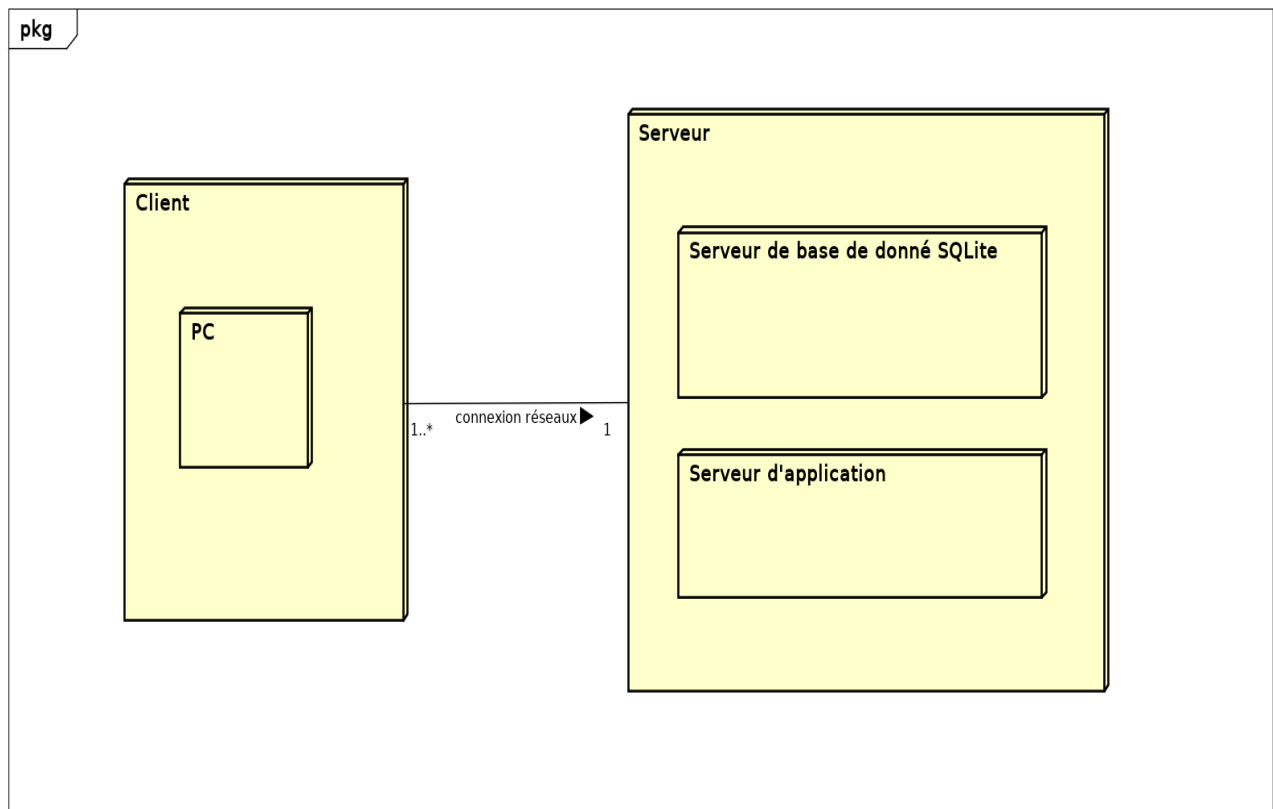 pkg
Serveur
Client
Serveur de base de donné SQLite
PC
connexion réseaux
1..*
1
Serveur d'application